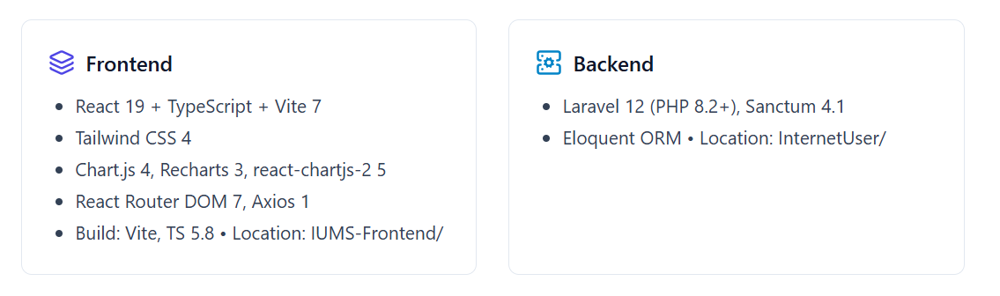 Frontend
• React 19 + TypeScript + Vite 7
• Tailwind CSS 4
• Chart.js 4, Recharts 3, react-chartjs-2 5
• React Router DOM 7, Axios 1
• Build: Vite, TS 5.8 • Location: IUMS-Frontend/
Backend
• Laravel 12 (PHP 8.2+), Sanctum 4.1
• Eloquent ORM • Location: InternetUser/